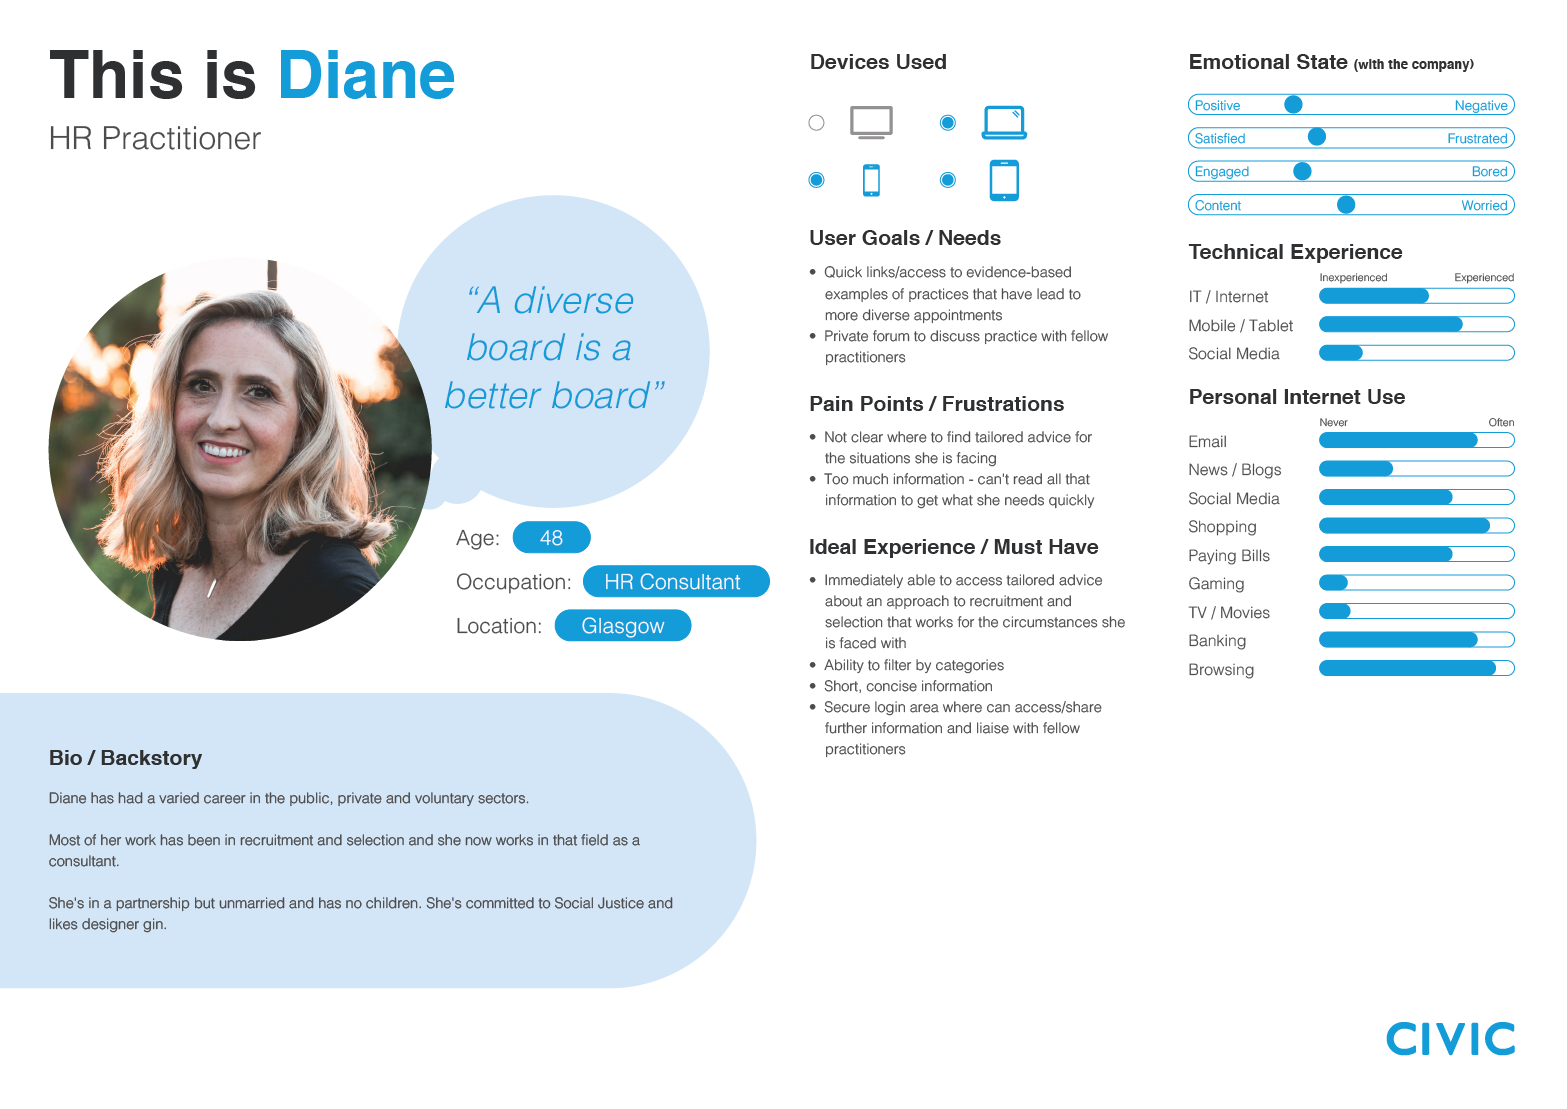 This is Diane
HR Practitioner
“A diverse
board is a
better board”
Age: 48
Occupation: HR Consultant
Location: Glasgow
Bio / Backstory
Diane has had a varied career in the public, private and voluntary sectors.
Most of her work has been in recruitment and selection and she now works in that field as a
consultant.
She's in a partnership but unmarried and has no children. She's committed to Social Justice and
likes designer gin.
Devices Used
User Goals / Needs
• Quick links/access to evidence-based
examples of practices that have lead to
more diverse appointments
• Private forum to discuss practice with fellow
practitioners
Pain Points / Frustrations
• Not clear where to find tailored advice for
the situations she is facing
• Too much information - can't read all that
information to get what she needs quickly
Ideal Experience / Must Have
• Immediately able to access tailored advice
about an approach to recruitment and
selection that works for the circumstances she
is faced with
• Ability to filter by categories
• Short, concise information
• Secure login area where can access/share
further information and liaise with fellow
practitioners
Emotional State (with the company)
Positive Negative
Satisfied Frustrated
Engaged Bored
Content Worried
Technical Experience
Inexperienced Experienced
IT / Internet
Mobile / Tablet
Social Media
Personal Internet Use
Never Often
Email
News / Blogs
Social Media
Shopping
Paying Bills
Gaming
TV / Movies
Banking
Browsing
CIVIC